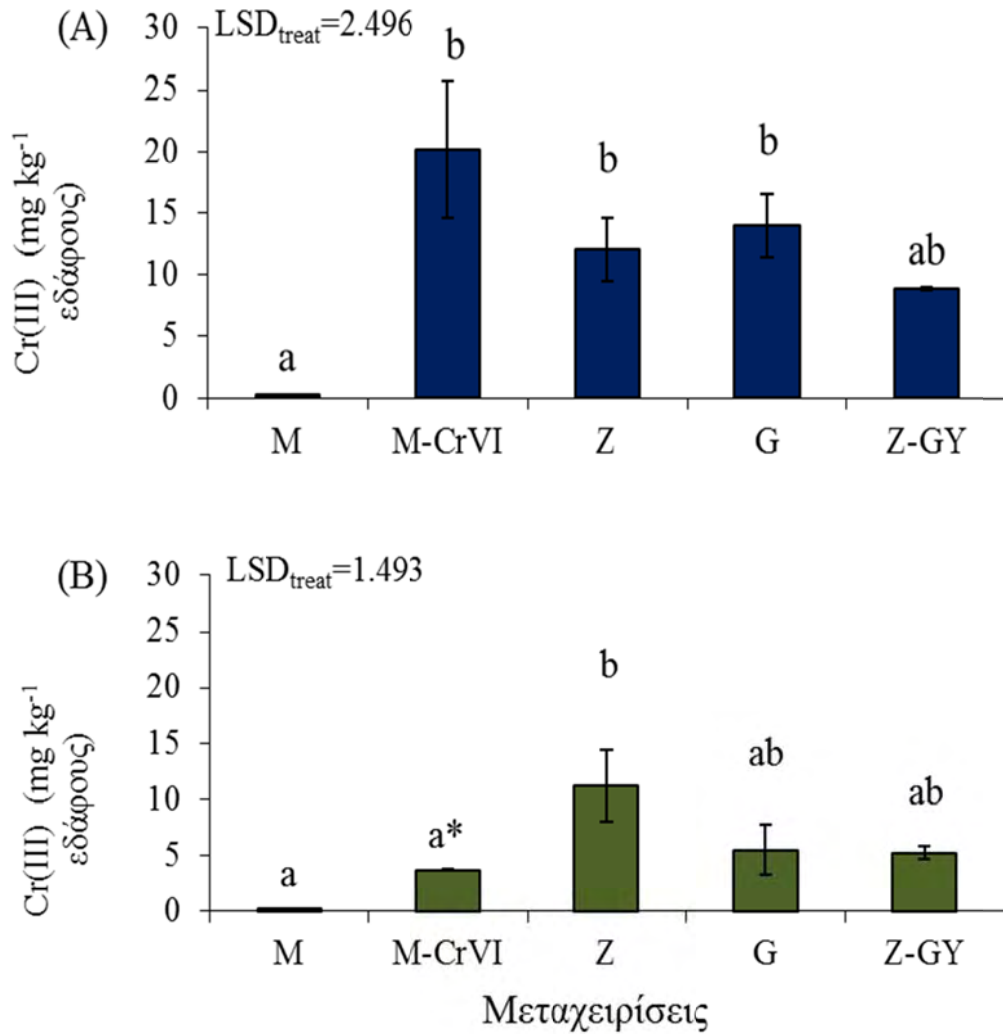 (A)
LSDtreat=2.496
30
25
20
15
10
5
0
Cr(III) (mg kg-1
εδάφους)
a
b
b
b
ab
M M-CrVI Z G Z-GY
(B)
LSDtreat=1.493
30
25
20
15
10
5
0
Cr(III) (mg kg-1
εδάφους)
a
a*
b
ab
ab
M M-CrVI Z G Z-GY
Μεταχειρίσεις